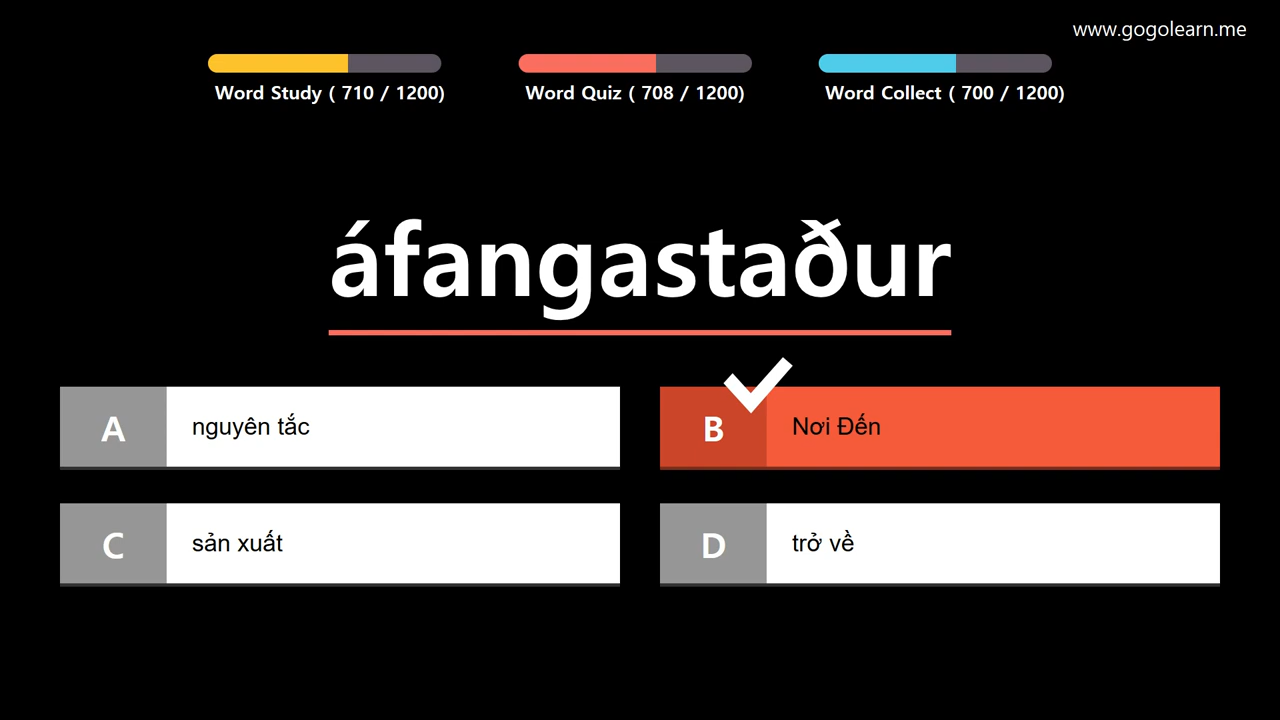 www.gogolearn.me
Word Study ( 710 / 1200)
Word Quiz ( 708 / 1200)
Word Collect ( 700 / 1200)
áfangastaður
A
nguyên tắc
B
Nơi Đến
C
sản xuất
D
trở về